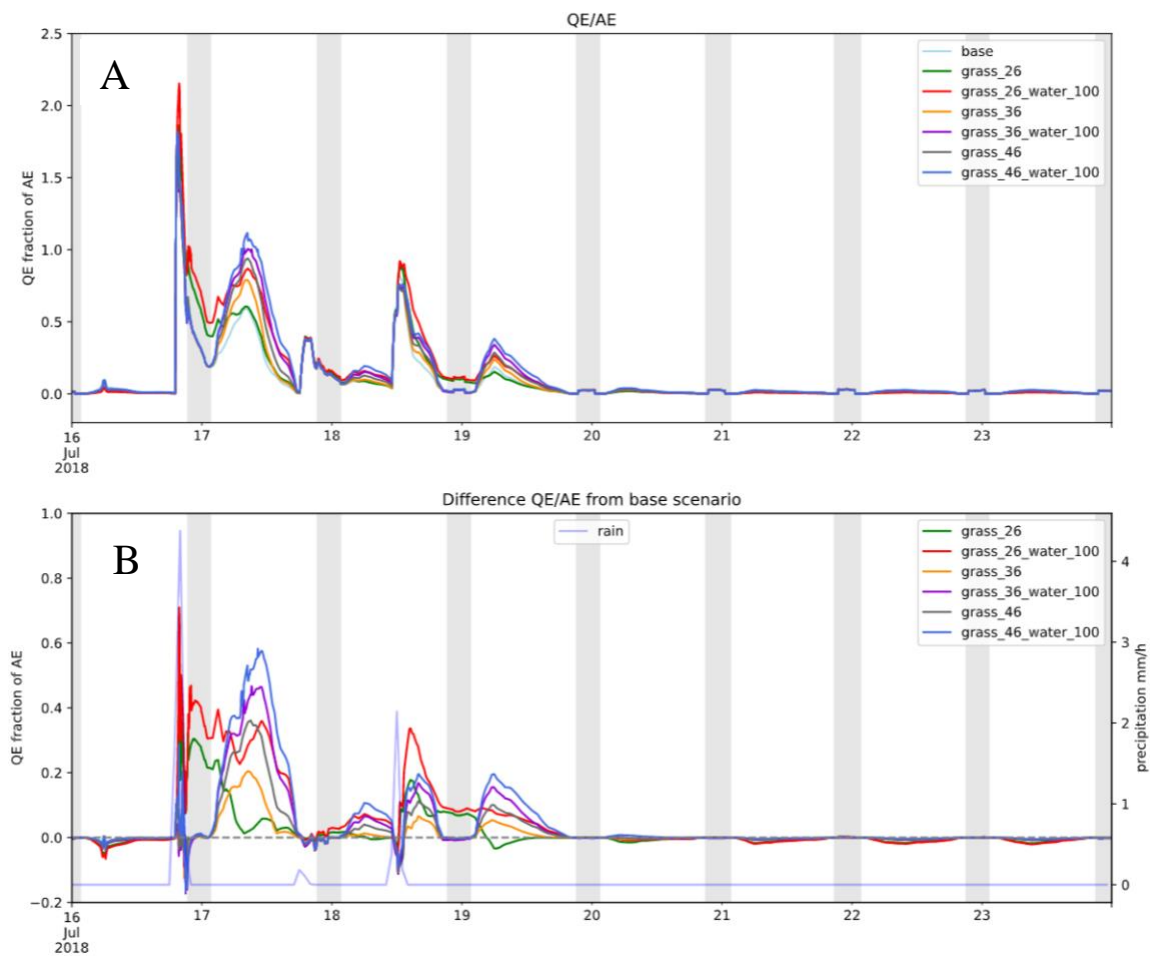 QE/AE
A
2.5
2.0
1.5
1.0
0.5
0.0
QE fraction of AE
base
grass_26
grass_26_water_100
grass_36
grass_36_water_100
grass_46
grass_46_water_100
16 17 18 19 20 21 22 23
Jul
2018
Difference QE/AE from base scenario
B
1.0
0.8
0.6
0.4
0.2
0.0
−0.2
QE fraction of AE
rain
grass_26
grass_26_water_100
grass_36
grass_36_water_100
grass_46
grass_46_water_100
4
3
2
1
0
precipitation mm/h
16 17 18 19 20 21 22 23
Jul
2018